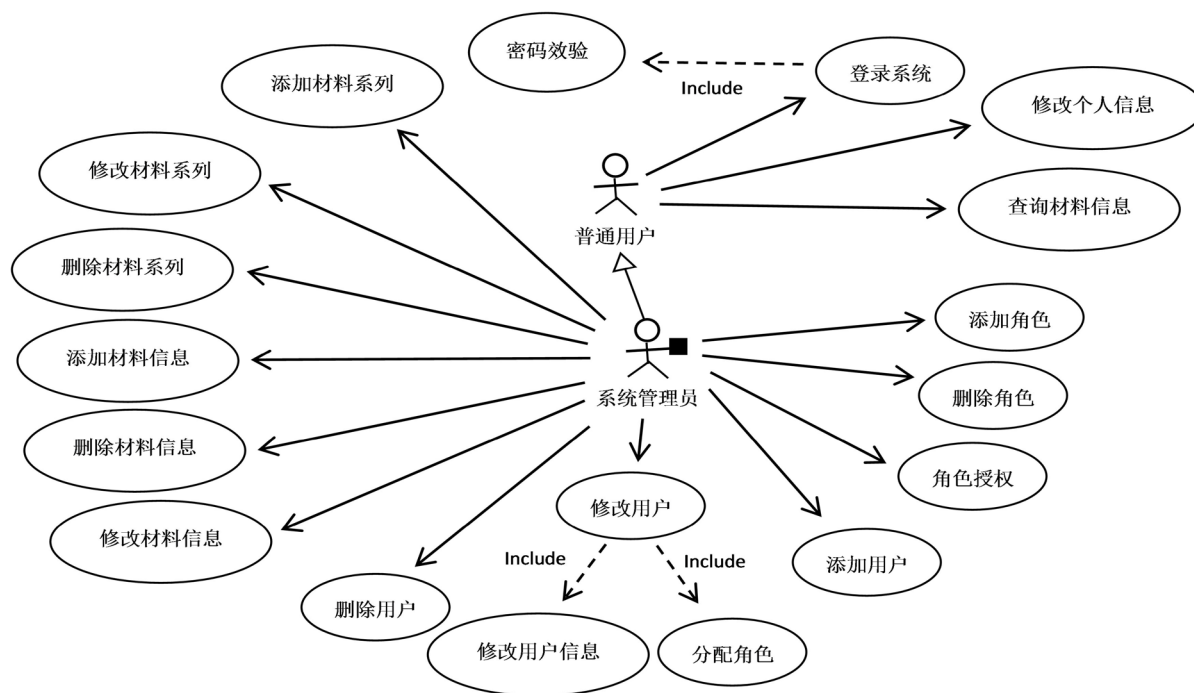 密码效验
登录系统
添加材料系列
Include
修改个人信息
修改材料系列
查询材料信息
普通用户
删除材料系列
添加角色
添加材料信息
系统管理员
删除角色
删除材料信息
角色授权
修改用户
修改材料信息
Include
Include
添加用户
删除用户
修改用户信息
分配角色